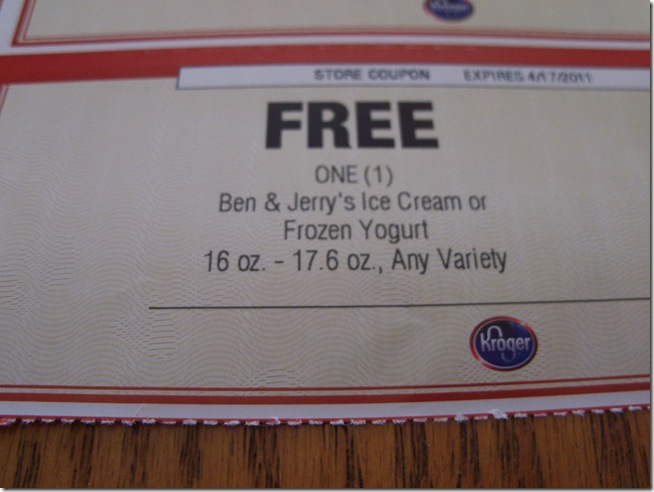 Kroger
STORE COUPON EXPIRES 4/17/2011
FREE
ONE (1)
Ben & Jerry's Ice Cream or
Frozen Yogurt
16 oz. - 17.6 oz., Any Variety
Kroger